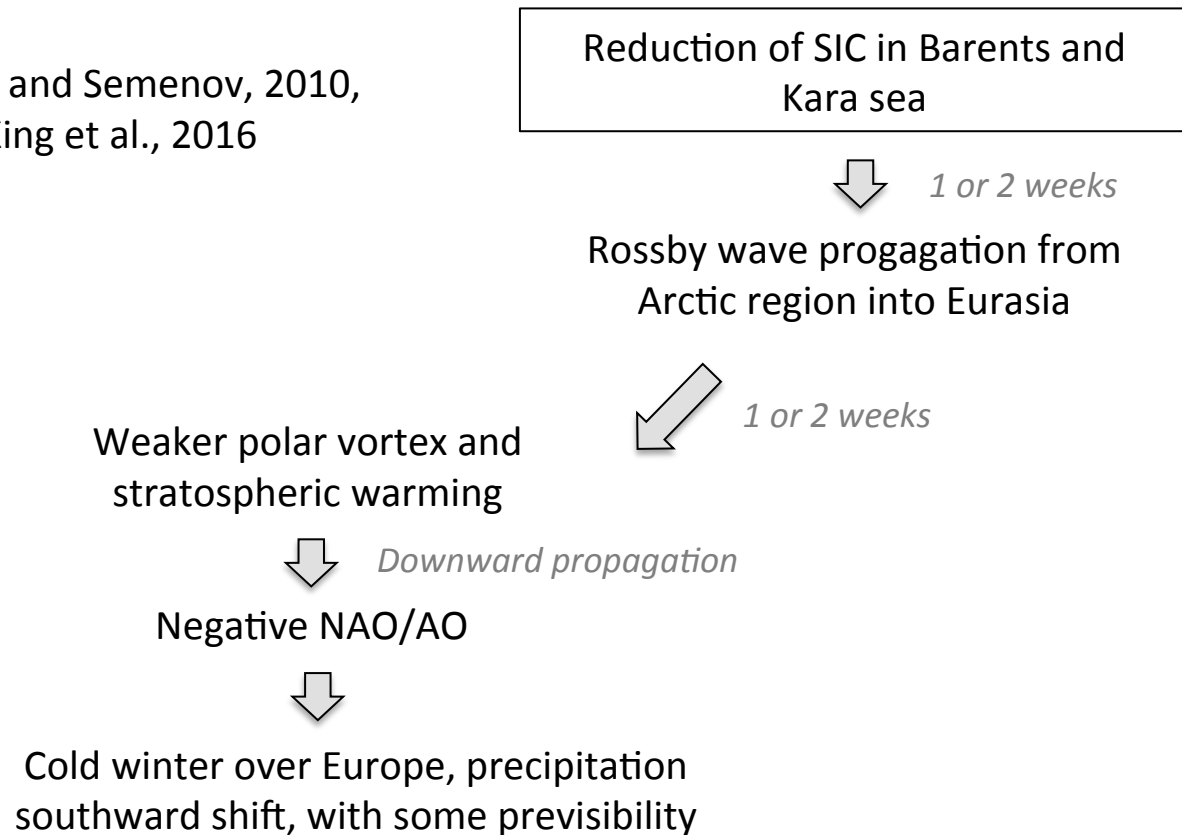 and Semenov, 2010,
King et al., 2016
Reduction of SIC in Barents and
Kara sea
1 or 2 weeks
Rossby wave progagation from
Arctic region into Eurasia
1 or 2 weeks
Weaker polar vortex and
stratospheric warming
Downward propagation
Negative NAO/AO
Cold winter over Europe, precipitation
southward shift, with some previsibility